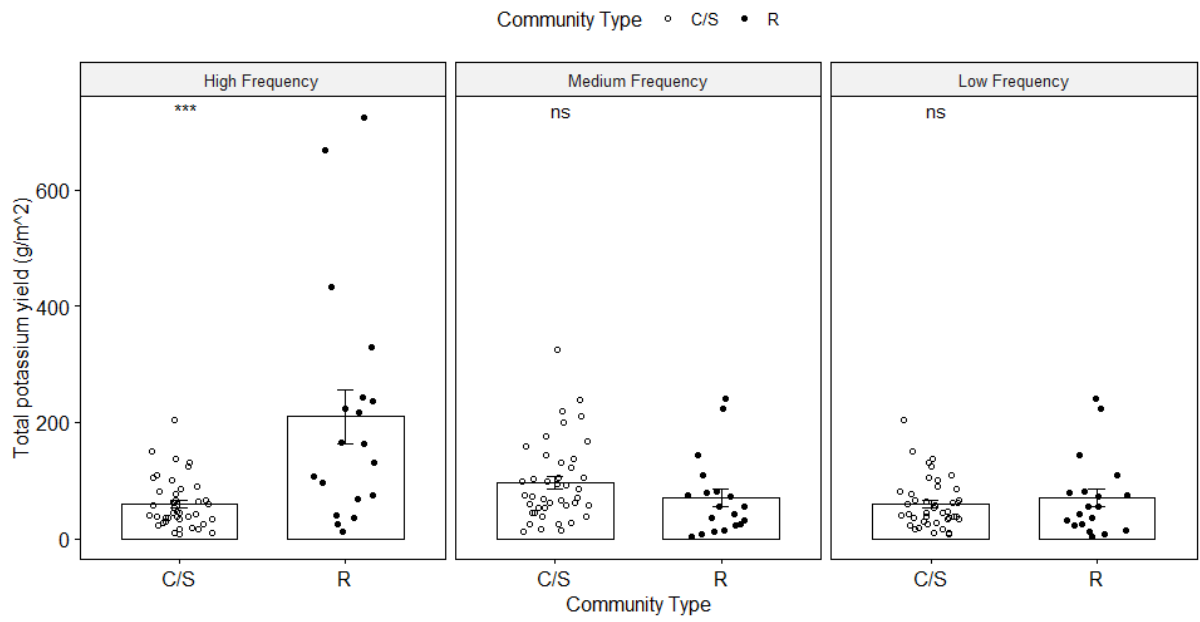 Community Type C/S R
High Frequency Medium Frequency Low Frequency
*** ns ns
Total potassium yield (g/m^2)
600
400
200
0
C/S R C/S R C/S R
Community Type